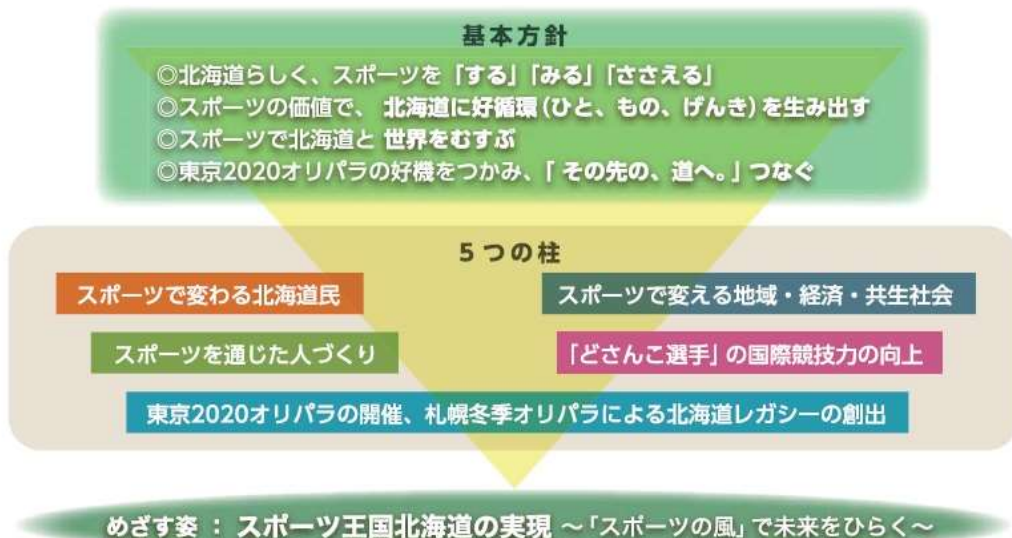 基本方針
◎北海道らしく、スポーツを「する」「みる」「ささえる」
◎スポーツの価値で、 北海道に好循環(ひと、もの、げんき)を生み出す
◎スポーツで北海道と 世界をむすぶ
◎東京2020オリパラの好機をつかみ、「 その先の、道へ。」つなぐ
5つの柱
スポーツで変わる北海道民
スポーツで変える地域・経済・共生社会
スポーツを通じた人づくり
「どさんこ選手」の国際競技力の向上
東京2020オリパラの開催、札幌冬季オリパラによる北海道レガシーの創出
めざす姿 : スポーツ王国北海道の実現 ～「スポーツの風」で未来をひらく～